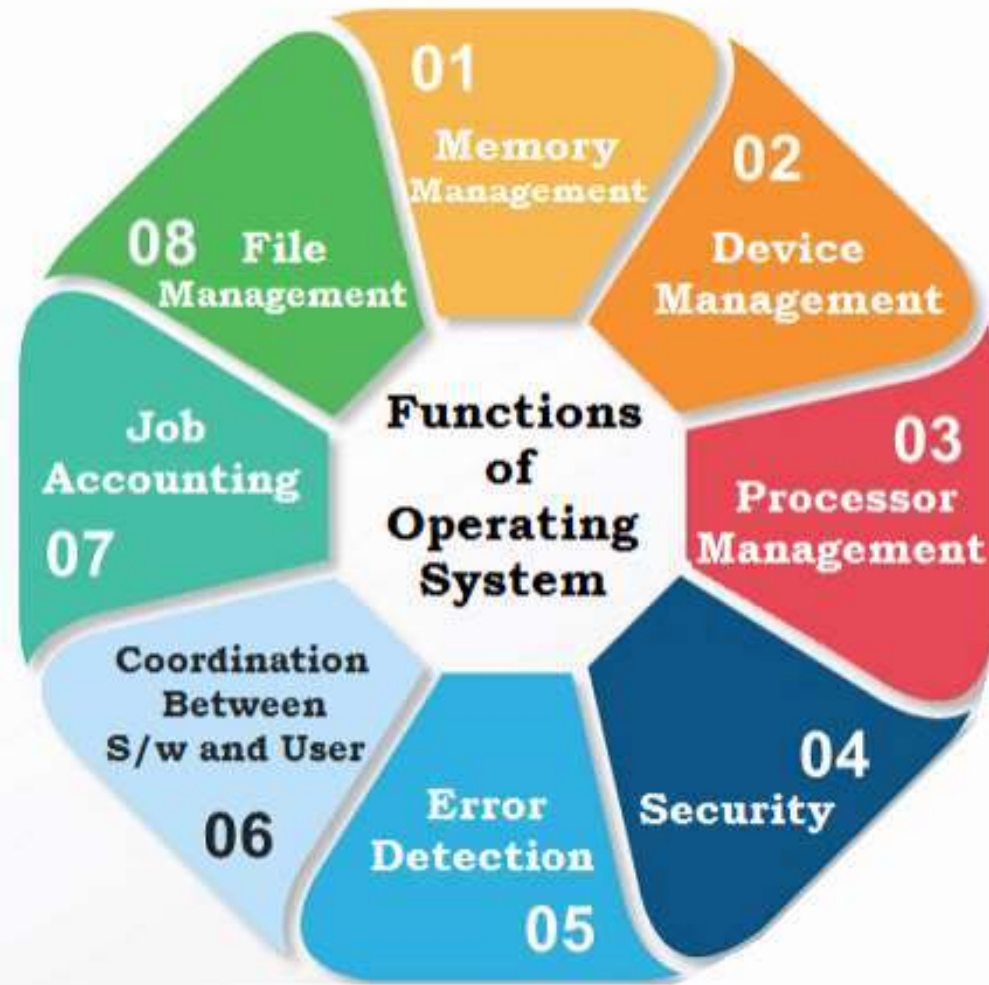 Functions
of
Operating
System
01
Memory
Management
02
Device
Management
03
Processor
Management
04
Security
Error
Detection
05
Coordination
Between
S/w and User
06
Job
Accounting
07
08 File
Management